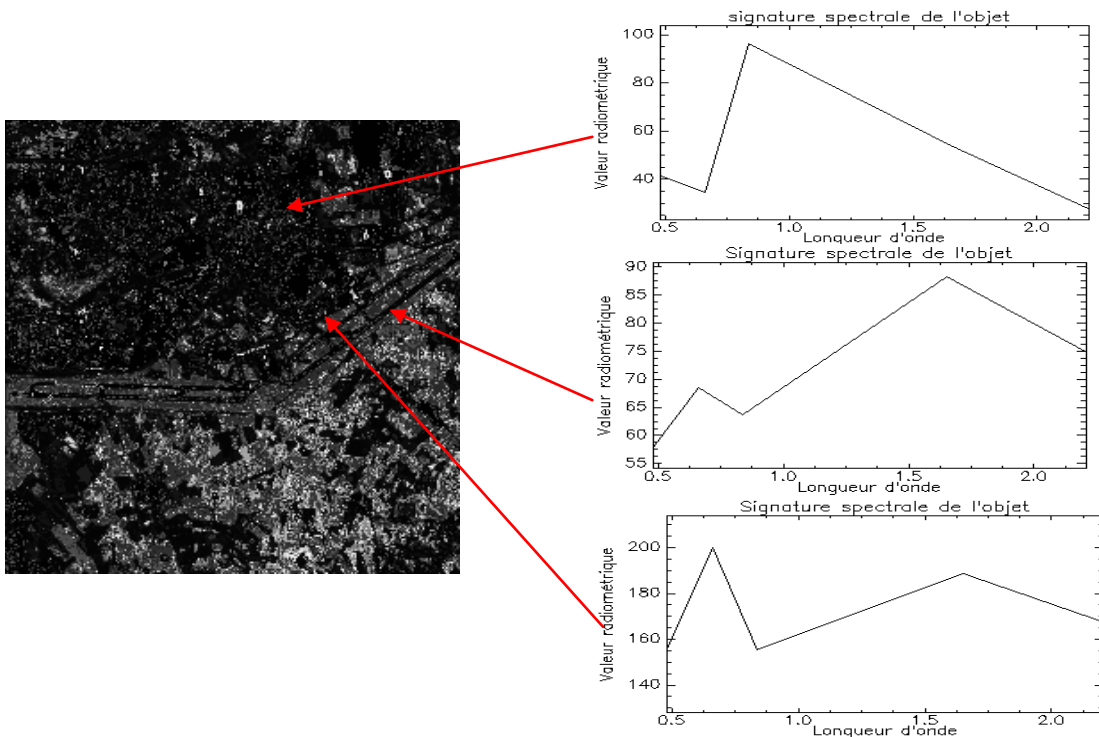 signature spectrale de l'objet
Valeur radiométrique
100
80
60
40
0.5 1.0 1.5 2.0
Longueur d'onde
Signature spectrale de l'objet
Valeur radiométrique
90
85
80
75
70
65
60
55
0.5 1.0 1.5 2.0
Longueur d'onde
Signature spectrale de l'objet
Valeur radiométrique
200
180
160
140
0.5 1.0 1.5 2.0
Longueur d'onde